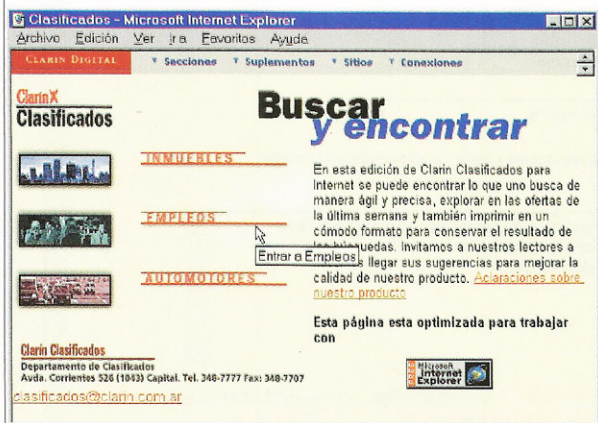 Clasificados - Microsoft Internet Explorer
Archivo Edición Ver Ir a Favoritos Ayuda
CLARIN DIGITAL Secciones Suplementos Sitios Conexiones
ClarínX
Clasificados
Buscar
y encontrar
INMUEBLES
EMPLEOS
Entrar a Empleos
AUTOMOTORES
En esta edición de Clarin Clasificados para
Internet se puede encontrar lo que uno busca de
manera ágil y precisa, explorar en las ofertas de
la última semana y también imprimir en un
cómodo formato para conservar el resultado de
Invitamos a nuestros lectores a
llegar sus sugerencias para mejorar la
calidad de nuestro producto. Aclaraciones sobre
nuestro producto
Esta página esta optimizada para trabajar
con
Microsoft
Internet
Explorer
Clarín Clasificados
Departamento de Clasificados
Avda. Corrientes 526 (1043) Capital. Tel. 348-7777 Fax: 348-7707
clasificados@clarin.com.ar